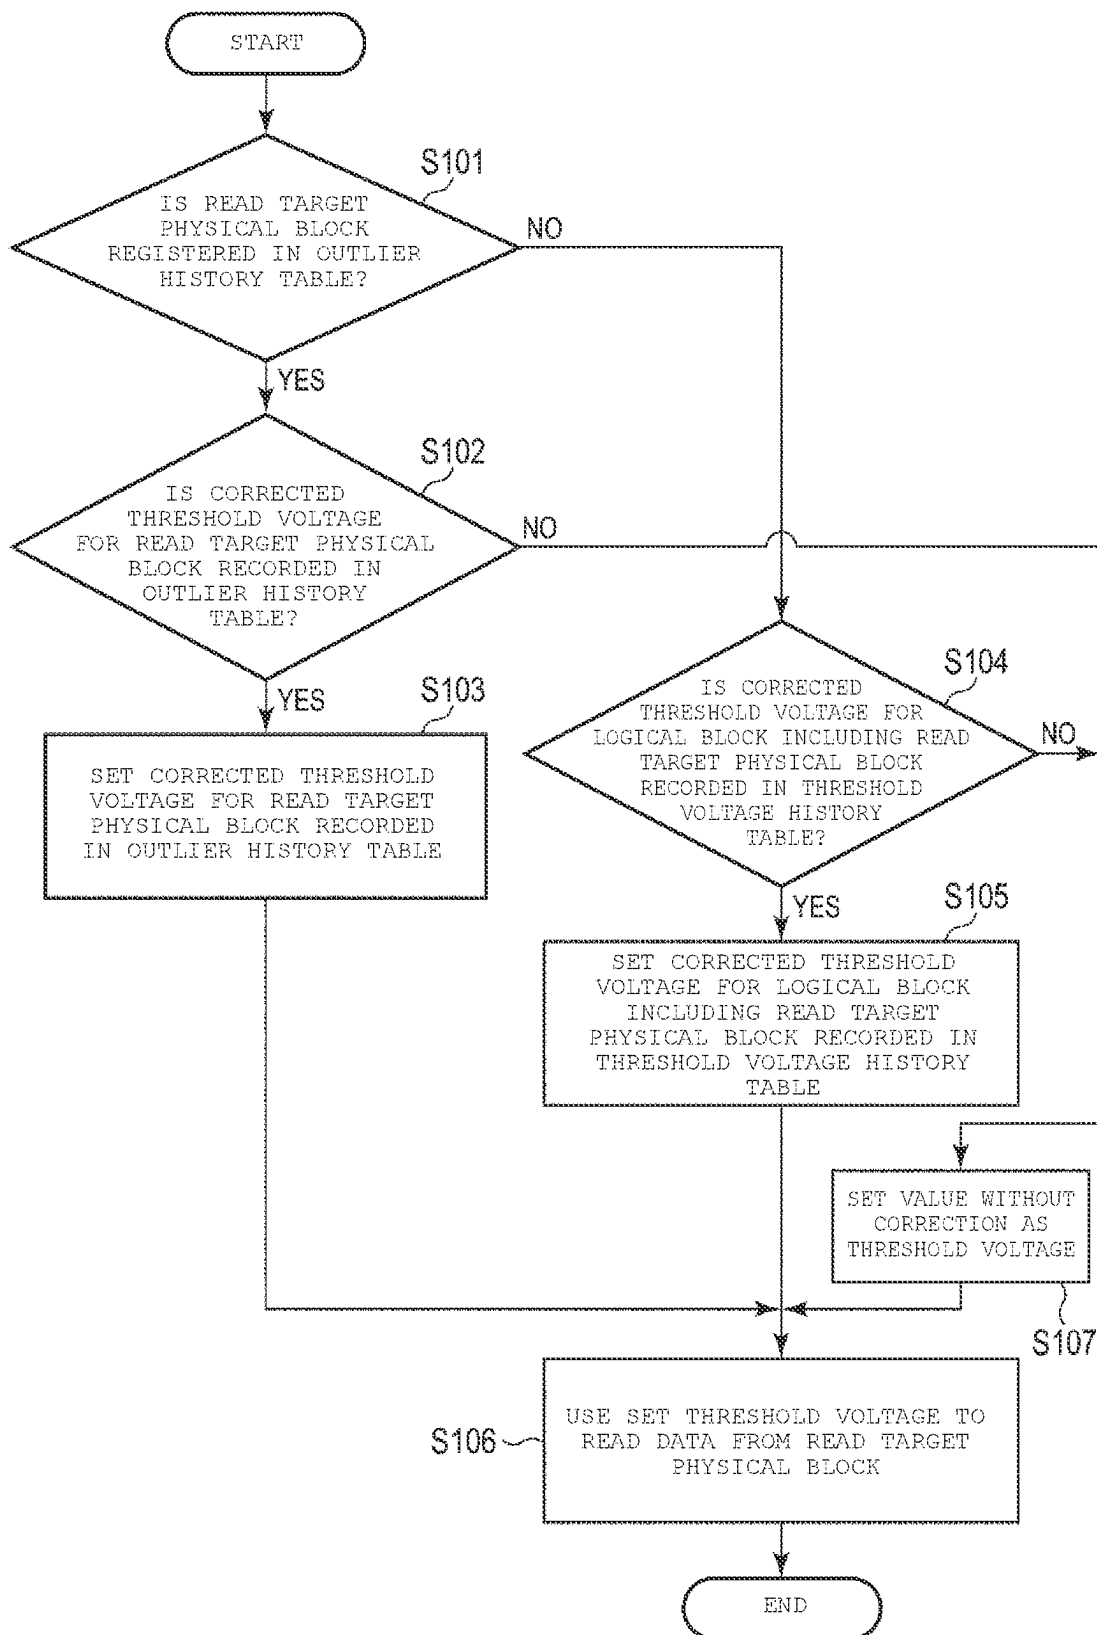 START
S101
IS READ TARGET
PHYSICAL BLOCK
REGISTERED IN OUTLIER
HISTORY TABLE?
NO
YES
S102
IS CORRECTED
THRESHOLD VOLTAGE
FOR READ TARGET PHYSICAL
BLOCK RECORDED IN
OUTLIER HISTORY
TABLE?
NO
YES
S103
SET CORRECTED THRESHOLD
VOLTAGE FOR READ TARGET
PHYSICAL BLOCK RECORDED
IN OUTLIER HISTORY TABLE
S104
IS CORRECTED
THRESHOLD VOLTAGE FOR
LOGICAL BLOCK INCLUDING READ
TARGET PHYSICAL BLOCK
RECORDED IN THRESHOLD
VOLTAGE HISTORY
TABLE?
NO
YES
S105
SET CORRECTED THRESHOLD
VOLTAGE FOR LOGICAL BLOCK
INCLUDING READ TARGET
PHYSICAL BLOCK RECORDED IN
THRESHOLD VOLTAGE HISTORY
TABLE
SET VALUE WITHOUT
CORRECTION AS
THRESHOLD VOLTAGE
S107
S106
USE SET THRESHOLD VOLTAGE TO
READ DATA FROM READ TARGET
PHYSICAL BLOCK
END